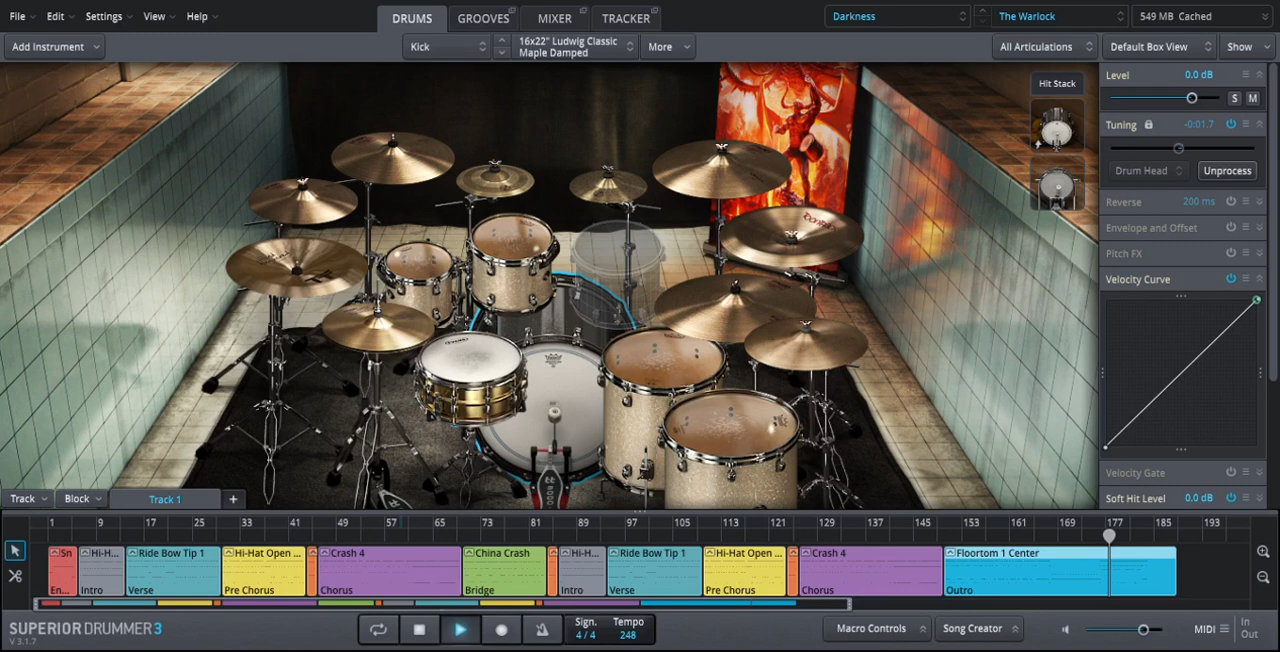 File Edit Settings View Help
DRUMS GROOVES MIXER TRACKER
Darkness The Warlock 549 MB Cached
Add Instrument
Kick
16x22" Ludwig Classic
Maple Damped
More
All Articulations Default Box View Show
Hit Stack
Level 0.0 dB
S M
Tuning -0:01.7
Drum Head Unprocess
Reverse 200 ms
Envelope and Offset
Pitch FX
Velocity Curve
Velocity Gate
Soft Hit Level 0.0 dB
Track Block Track 1 +
1 9 17 25 33 41 49 57 65 73 81 89 97 105 113 121 129 137 145 153 161 169 177 185 193
Sn Hi-H... Ride Bow Tip 1 Hi-Hat Open ... Crash 4 China Crash Hi-H... Ride Bow Tip 1 Hi-Hat Open ... Crash 4 Floortom 1 Center
En... Intro Verse Pre Chorus Chorus Bridge Intro Verse Pre Chorus Chorus Outro
SUPERIOR DRUMMER 3
V 3.1.7
Sign. Tempo
4 / 4 248
Macro Controls Song Creator
MIDI
In
Out